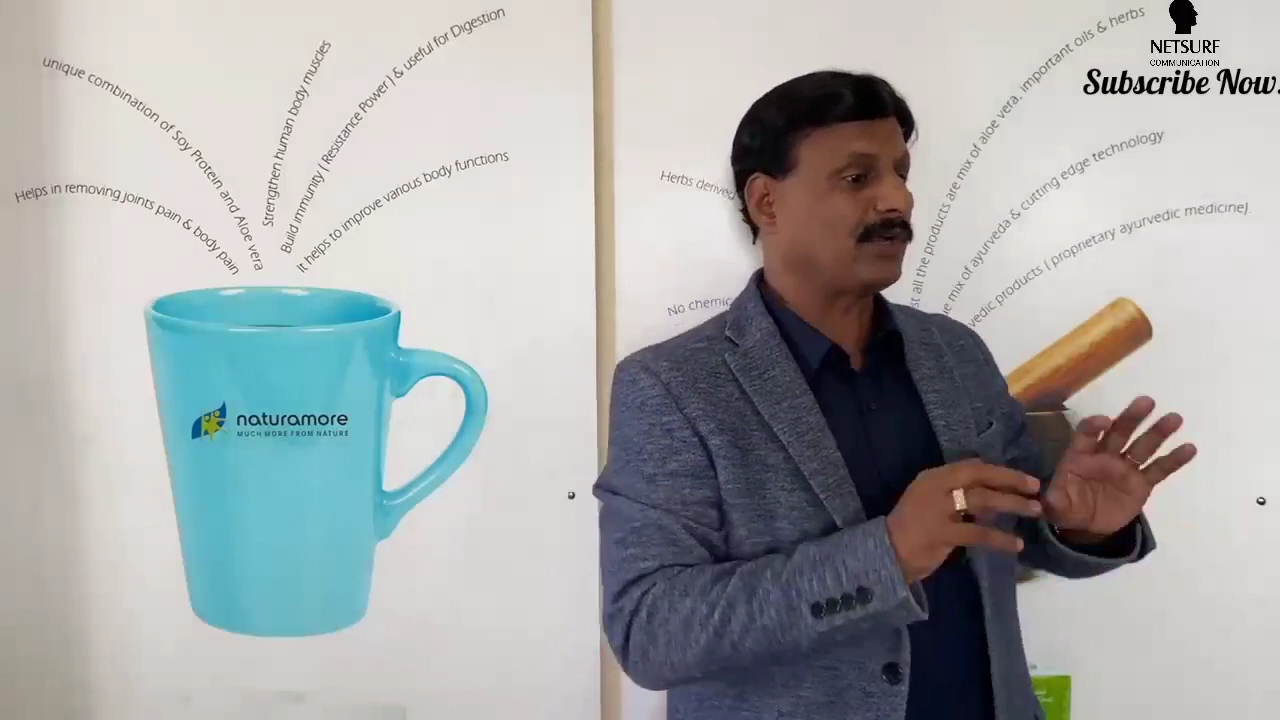 unique combination of Soy Protein and Aloe vera
Helps in removing joints pain & body pain
Strengthen human body muscles
Build immunity ( Resistance Power ) & useful for Digestion
It helps to improve various body functions
naturamore
MUCH MORE FROM NATURE
Herbs derived
No chemic
all the products are mix of aloe vera, important oils & herbs
mix of ayurveda & cutting edge technology
products ( proprietary ayurvedic medicine).
NETSURF
COMMUNICATION
Subscribe Now